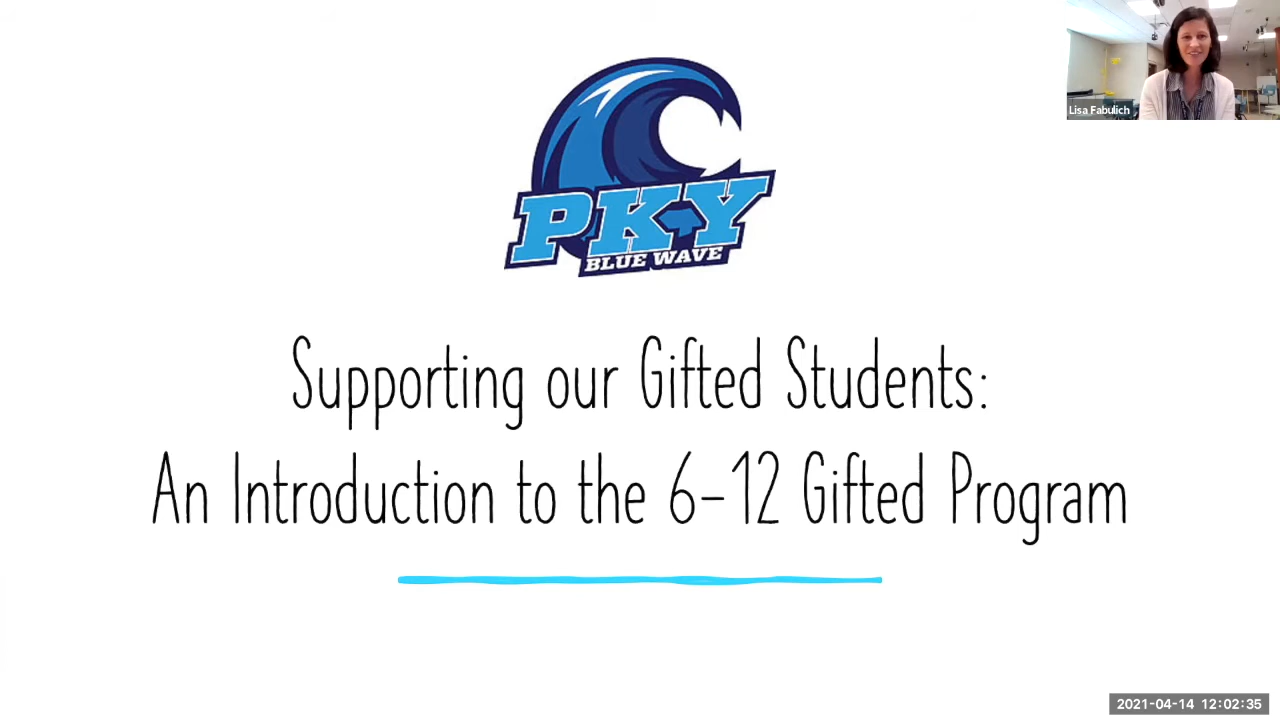 Lisa Fabulich
PKY
BLUE WAVE
Supporting our Gifted Students:
An Introduction to the 6-12 Gifted Program
2021-04-14 12:02:35